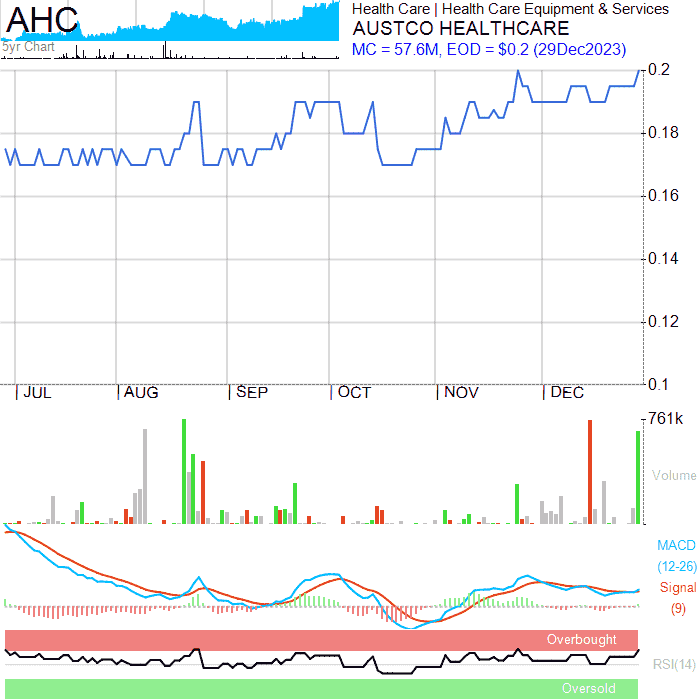 AHC
5yr Chart
Health Care | Health Care Equipment & Services
AUSTCO HEALTHCARE
MC = 57.6M, EOD = $0.2 (29Dec2023)
0.2
0.18
0.16
0.14
0.12
0.1
JUL AUG SEP OCT NOV DEC
761k
Volume
MACD
(12-26)
Signal
(9)
Overbought
RSI(14)
Oversold